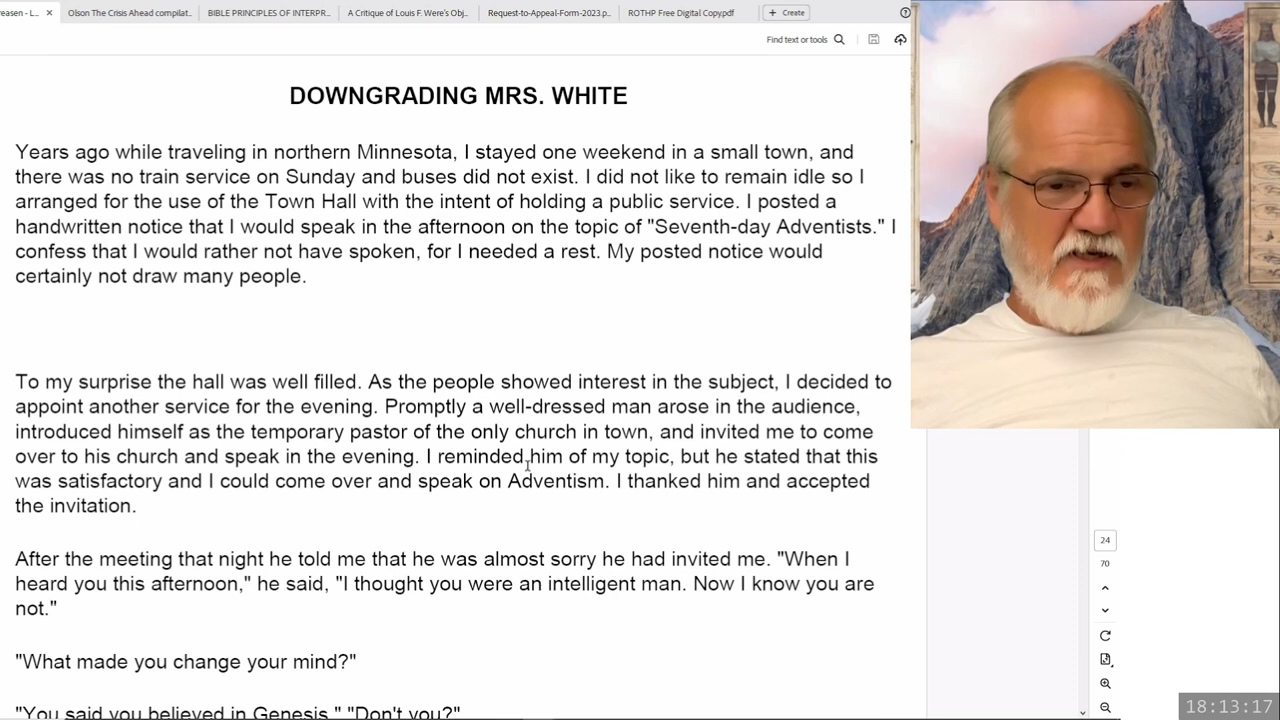 reasen - L...
Olson The Crisis Ahead compilat..
BIBLE PRINCIPLES OF INTERPR...
A Critique of Louis F. Were's Obj..
Request-to-Appeal-Form-2023.p..
ROTHP Free Digital Copy.pdf
+ Create
Find text or tools
DOWNGRADING MRS. WHITE
Years ago while traveling in northern Minnesota, I stayed one weekend in a small town, and
there was no train service on Sunday and buses did not exist. I did not like to remain idle so I
arranged for the use of the Town Hall with the intent of holding a public service. I posted a
handwritten notice that I would speak in the afternoon on the topic of "Seventh-day Adventists." I
confess that I would rather not have spoken, for I needed a rest. My posted notice would
certainly not draw many people.
To my surprise the hall was well filled. As the people showed interest in the subject, I decided to
appoint another service for the evening. Promptly a well-dressed man arose in the audience,
introduced himself as the temporary pastor of the only church in town, and invited me to come
over to his church and speak in the evening. I reminded him of my topic, but he stated that this
was satisfactory and I could come over and speak on Adventism. I thanked him and accepted
the invitation.
After the meeting that night he told me that he was almost sorry he had invited me. "When I
heard you this afternoon," he said, "I thought you were an intelligent man. Now I know you are
not."
"What made you change your mind?"
"You said you believed in Genesis." "Don't you?"
24
70
18:13:17